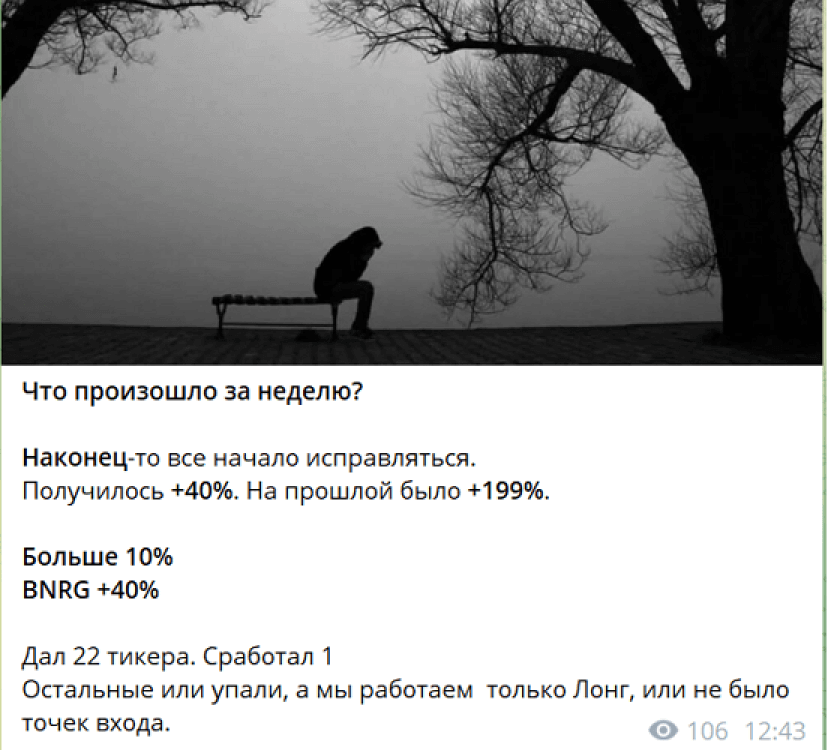 Что произошло за неделю?
Наконец-то все начало исправляться.
Получилось +40%. На прошлой было +199%.
Больше 10%
BNRG +40%
Дал 22 тикера. Сработал 1
Остальные или упали, а мы работаем только Лонг, или не было
точек входа.
106 12:43